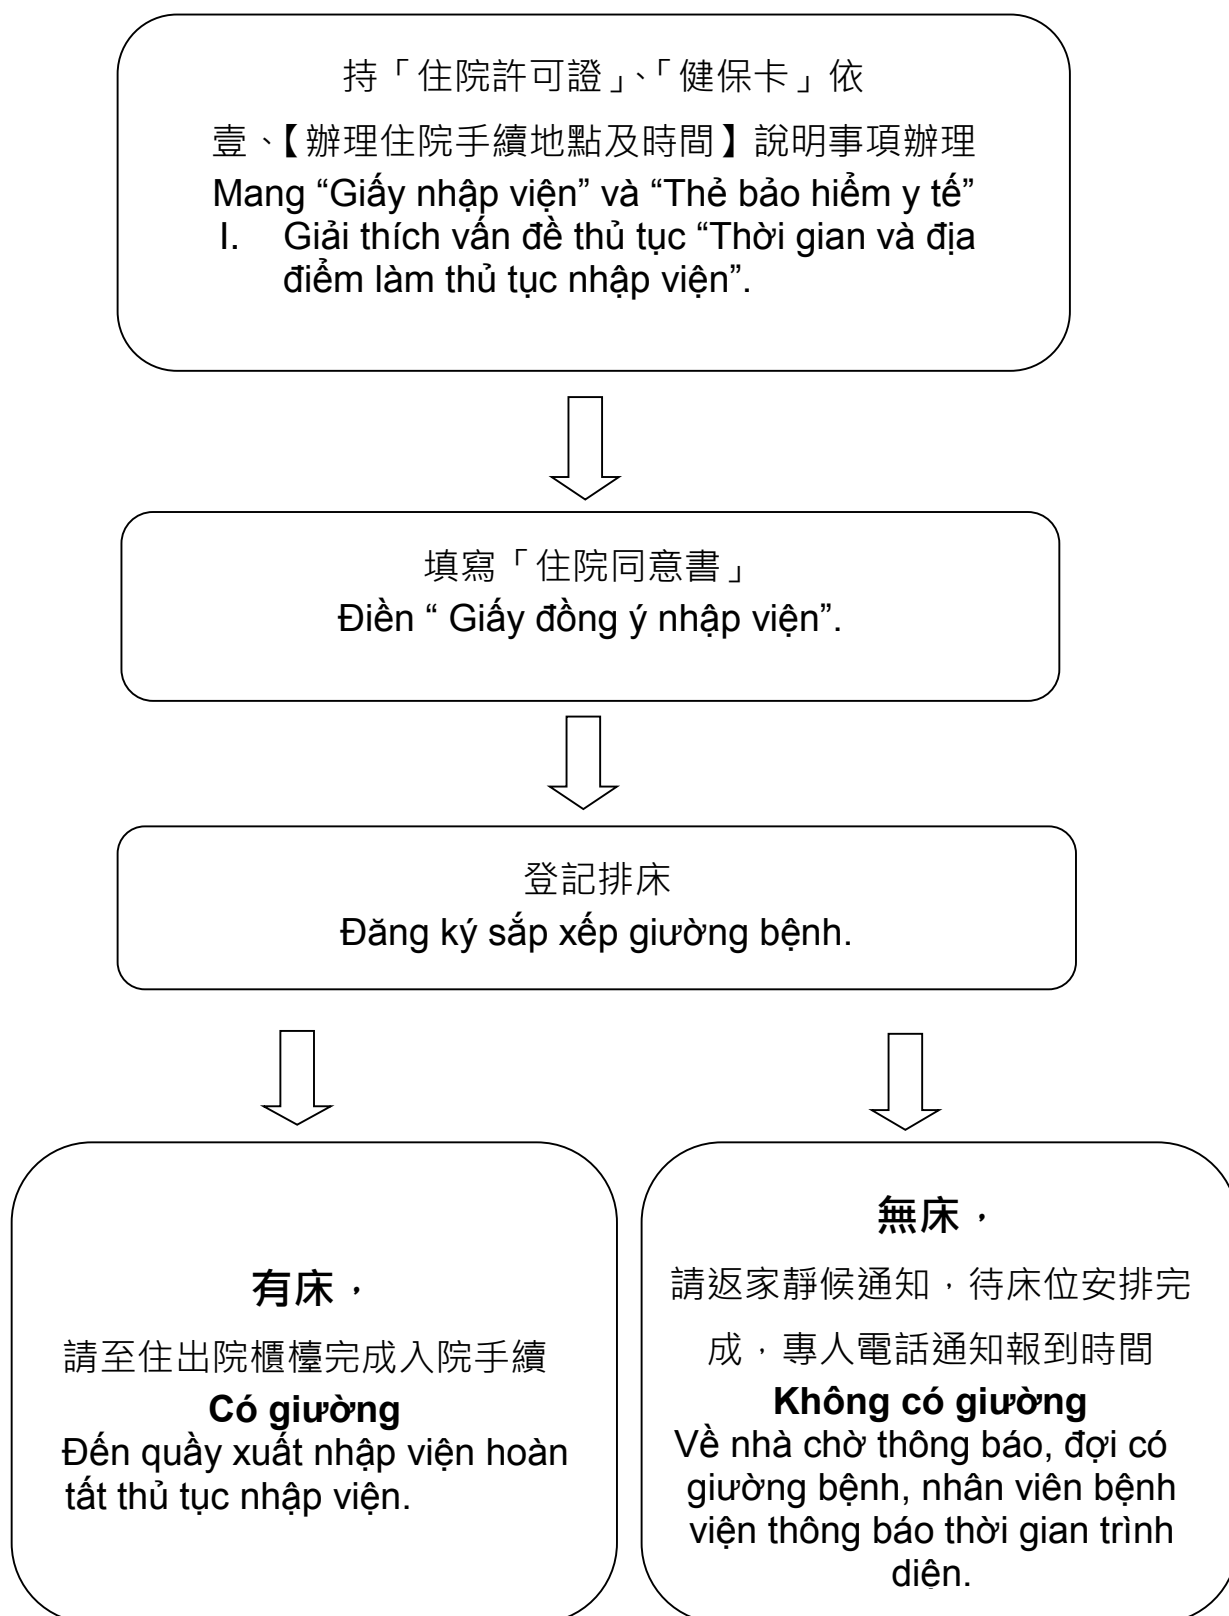 持「住院許可證」、「健保卡」依
壹、【辦理住院手續地點及時間】說明事項辦理
Mang “Giấy nhập viện” và “Thẻ bảo hiểm y tế”
I. Giải thích vấn đề thủ tục “Thời gian và địa
điểm làm thủ tục nhập viện”.
填寫「住院同意書」
Điền “ Giấy đồng ý nhập viện”.
登記排床
Đăng ký sắp xếp giường bệnh.
有床，
請至住出院櫃檯完成入院手續
Có giường
Đến quầy xuất nhập viện hoàn
tất thủ tục nhập viện.
無床，
請返家靜候通知，待床位安排完
成，專人電話通知報到時間
Không có giường
Về nhà chờ thông báo, đợi có
giường bệnh, nhân viên bệnh
viện thông báo thời gian trình
diện.